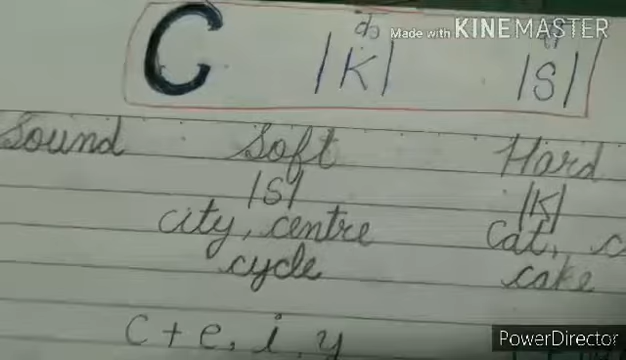 C |K| क |S|
Made with KINEMASTER
Sound Soft Hard
|S| |K|
city, centre Cat, c
cycle cake
c + e, i, y
PowerDirector